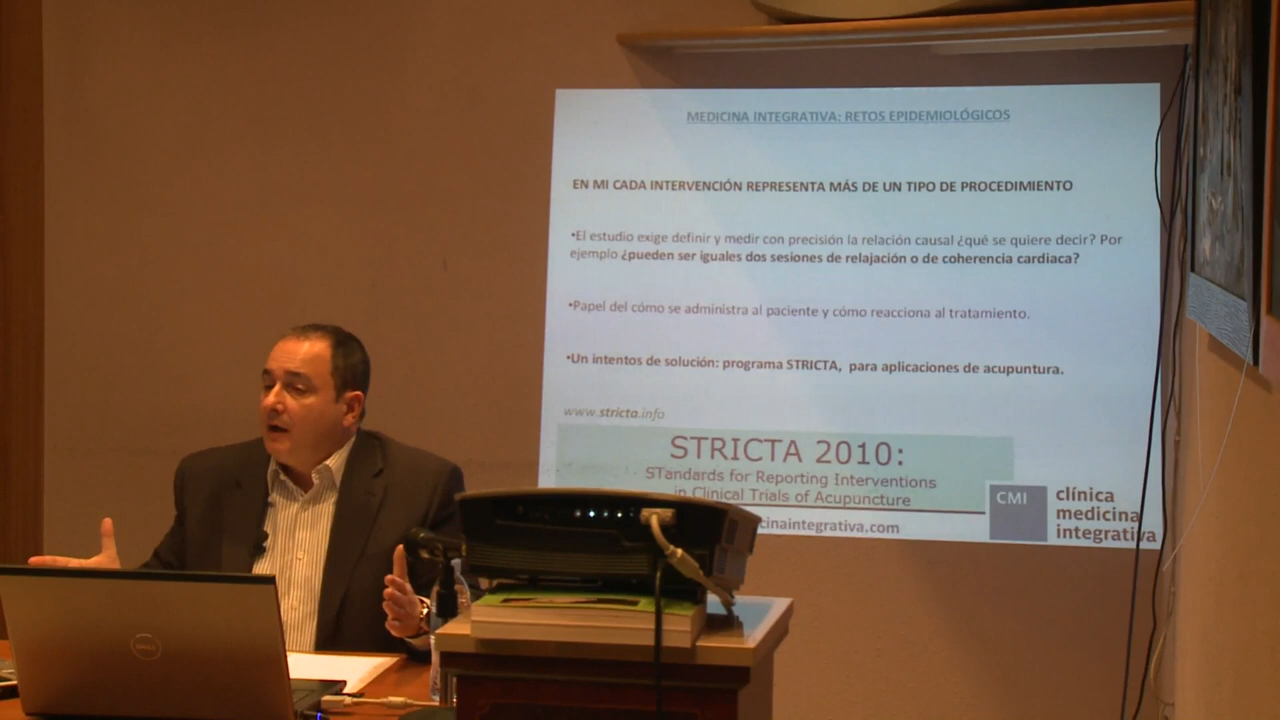 MEDICINA INTEGRATIVA: RETOS EPIDEMIOLÓGICOS
EN MI CADA INTERVENCIÓN REPRESENTA MÁS DE UN TIPO DE PROCEDIMIENTO
•El estudio exige definir y medir con precisión la relación causal ¿qué se quiere decir? Por
ejemplo ¿pueden ser iguales dos sesiones de relajación o de coherencia cardiaca?
•Papel del cómo se administra al paciente y cómo reacciona al tratamiento.
•Un intentos de solución: programa STRICTA, para aplicaciones de acupuntura.
www.stricta.info
STRICTA 2010:
STandards for Reporting Interventions
in Clinical Trials of Acupuncture
cinaintegrativa.com
CMI
clínica
medicina
integrativa
DELL